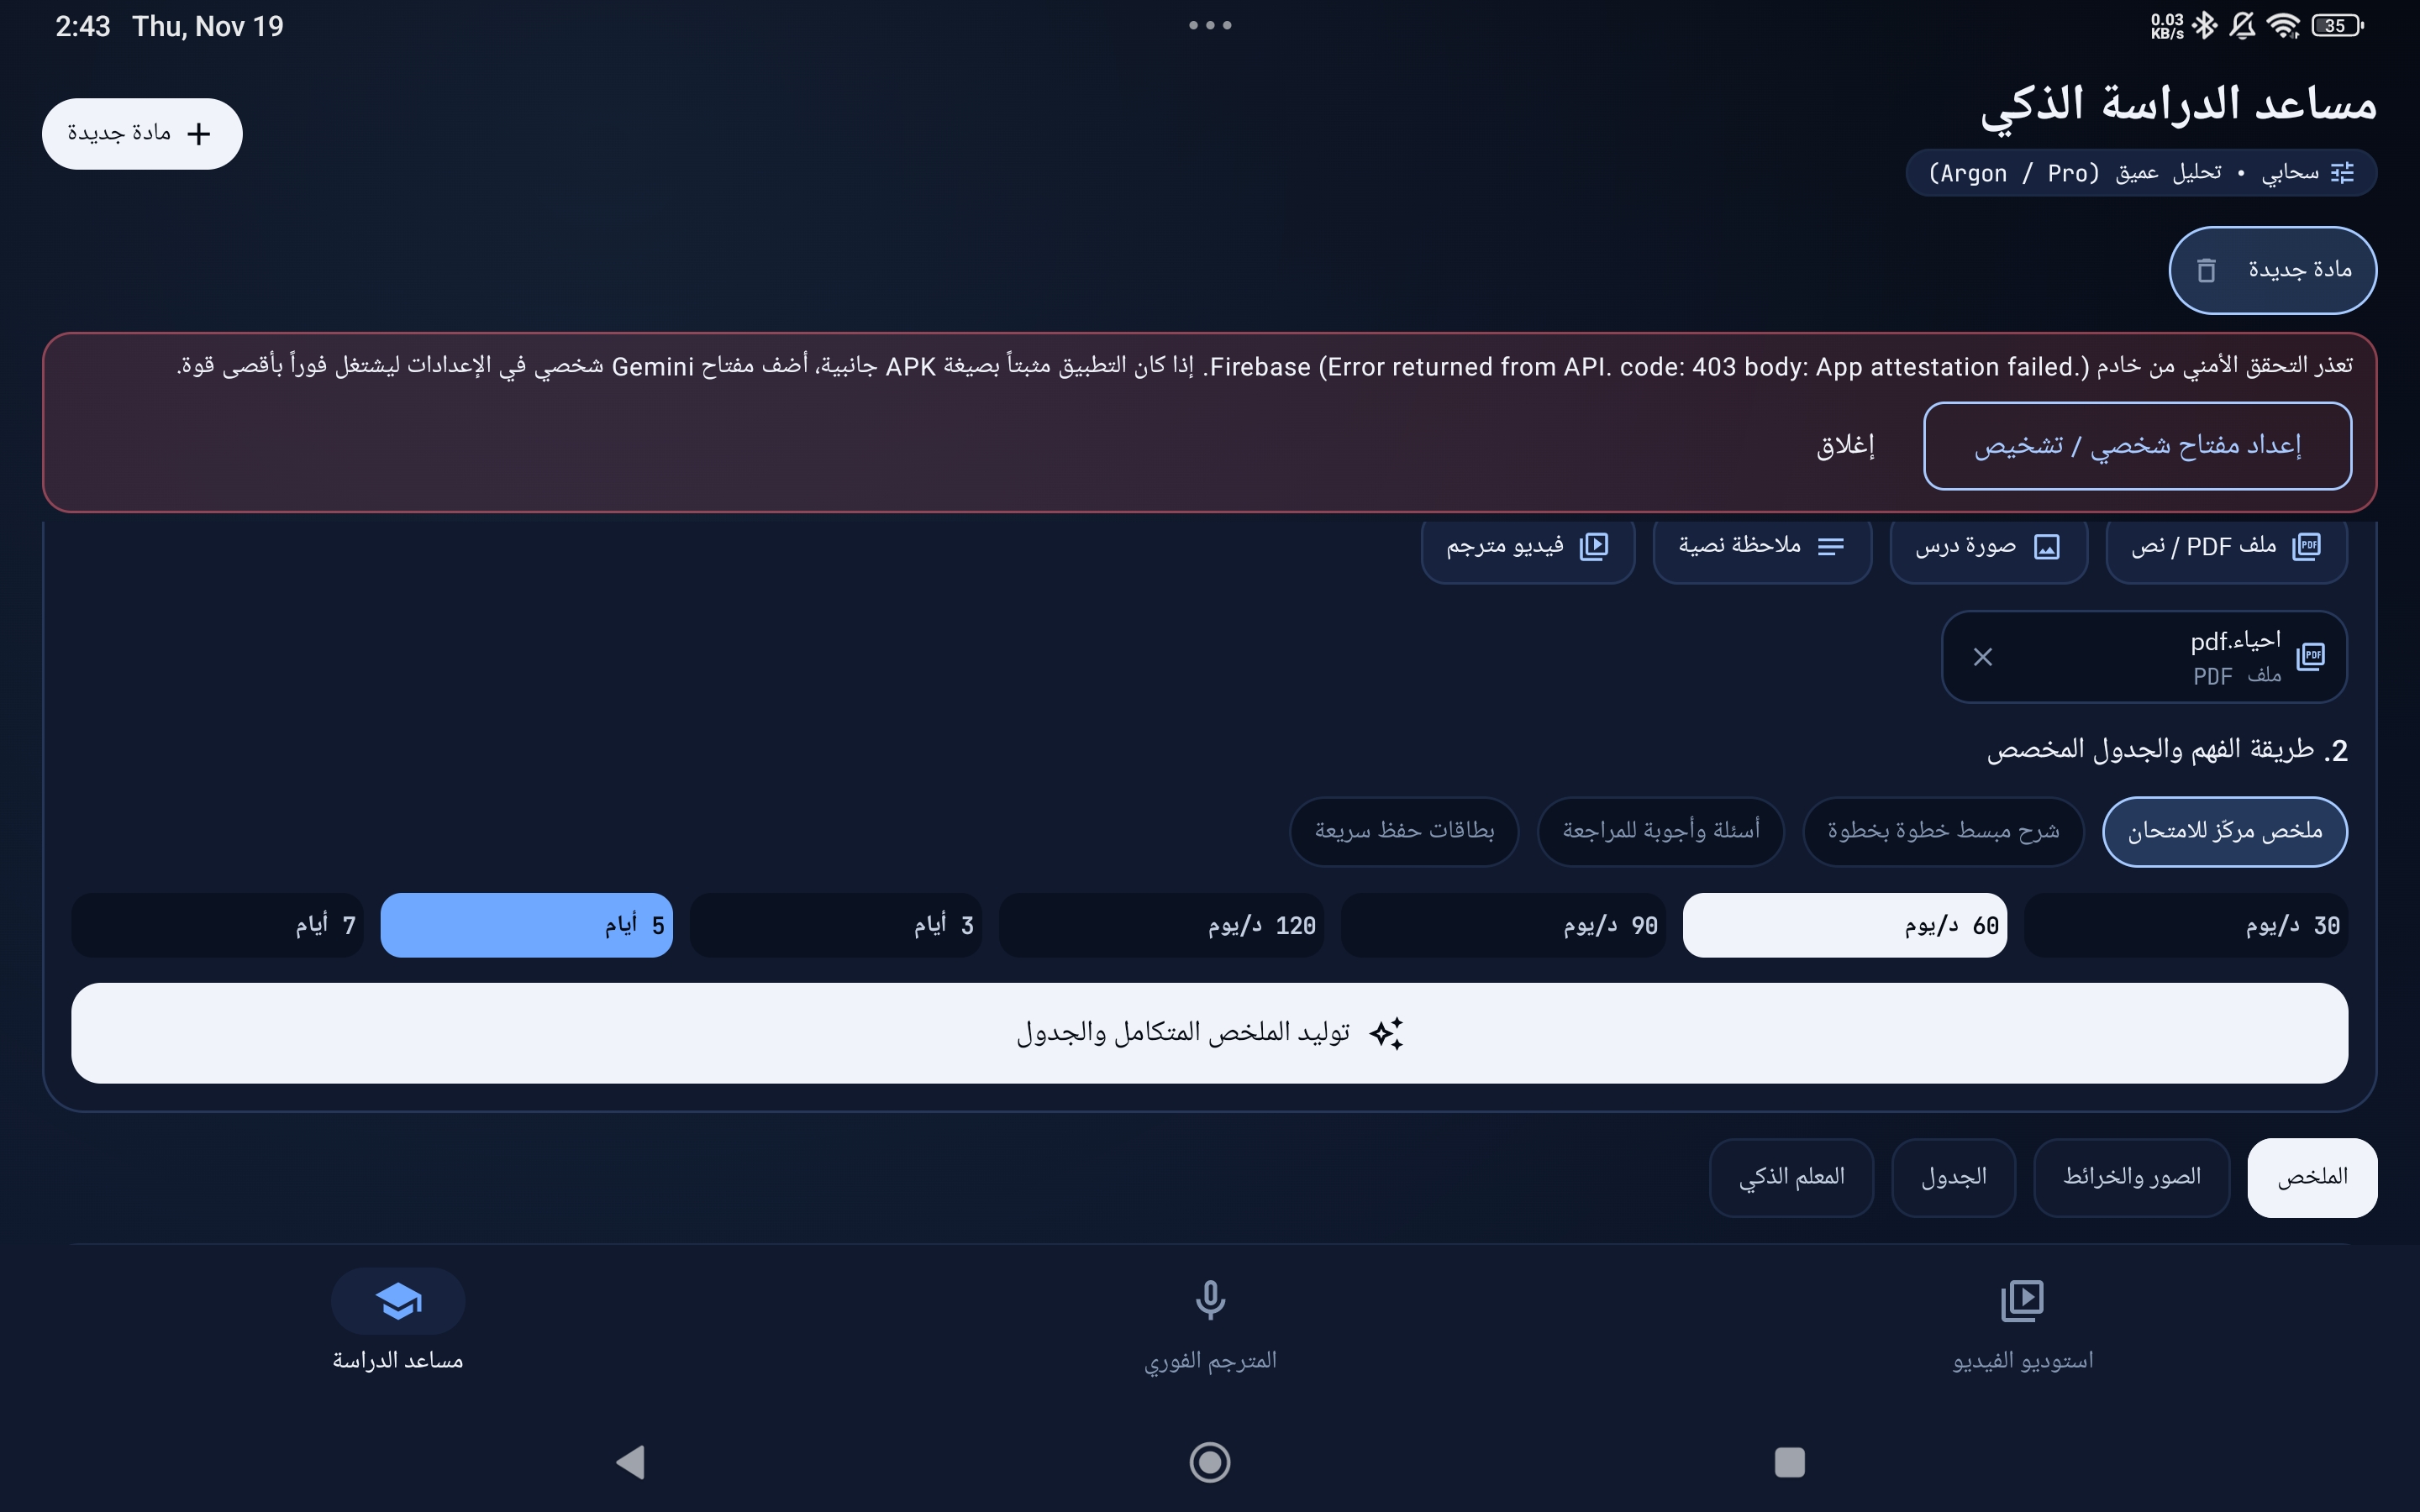 2:43 Thu, Nov 19
0.03 KB/s
35
مساعد الدراسة الذكي
مادة جديدة
سحابي • تحليل عميق (Argon / Pro)
مادة جديدة
تعذر التحقق الأمني من خادم Firebase (Error returned from API. code: 403 body: App attestation failed.). إذا كان التطبيق مثبتاً بصيغة APK جانبية، أضف مفتاح Gemini شخصي في الإعدادات ليشتغل فوراً بأقصى قوة.
إعداد مفتاح شخصي / تشخيص
إغلاق
ملف PDF / نص
صورة درس
ملاحظة نصية
فيديو مترجم
احياء.pdf
ملف PDF
2. طريقة الفهم والجدول المخصص
ملخص مركّز للامتحان
شرح مبسط خطوة بخطوة
أسئلة وأجوبة للمراجعة
بطاقات حفظ سريعة
30 د/يوم
60 د/يوم
90 د/يوم
120 د/يوم
3 أيام
5 أيام
7 أيام
توليد الملخص المتكامل والجدول
الملخص
الصور والخرائط
الجدول
المعلم الذكي
استوديو الفيديو
المترجم الفوري
مساعد الدراسة